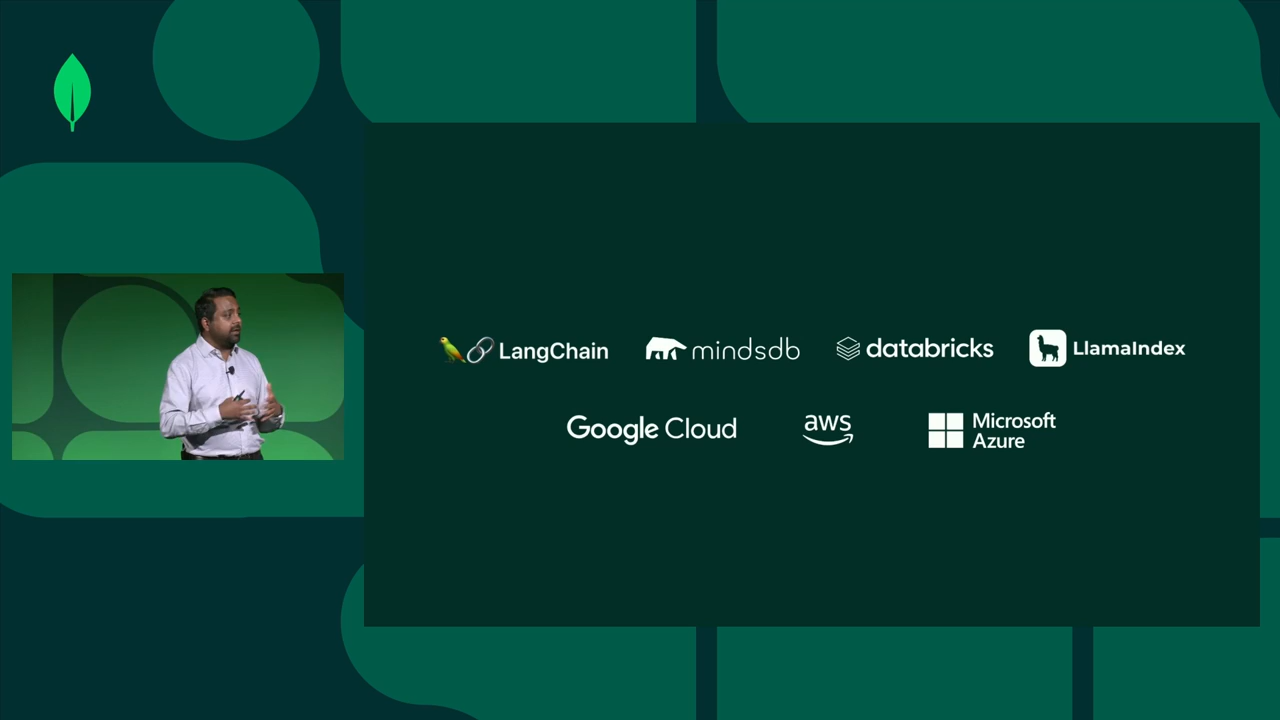 LangChain
mindsdb
databricks
LlamaIndex
Google Cloud
aws
Microsoft
Azure